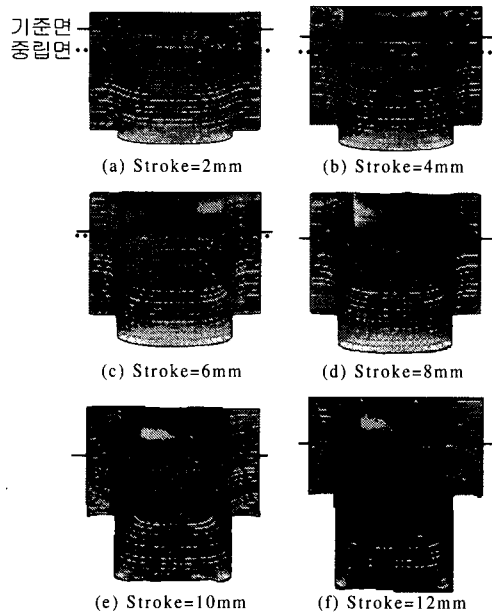 기준면
중립면
(a) Stroke=2mm
(b) Stroke=4mm
(c) Stroke=6mm
(d) Stroke=8mm
(e) Stroke=10mm
(f) Stroke=12mm